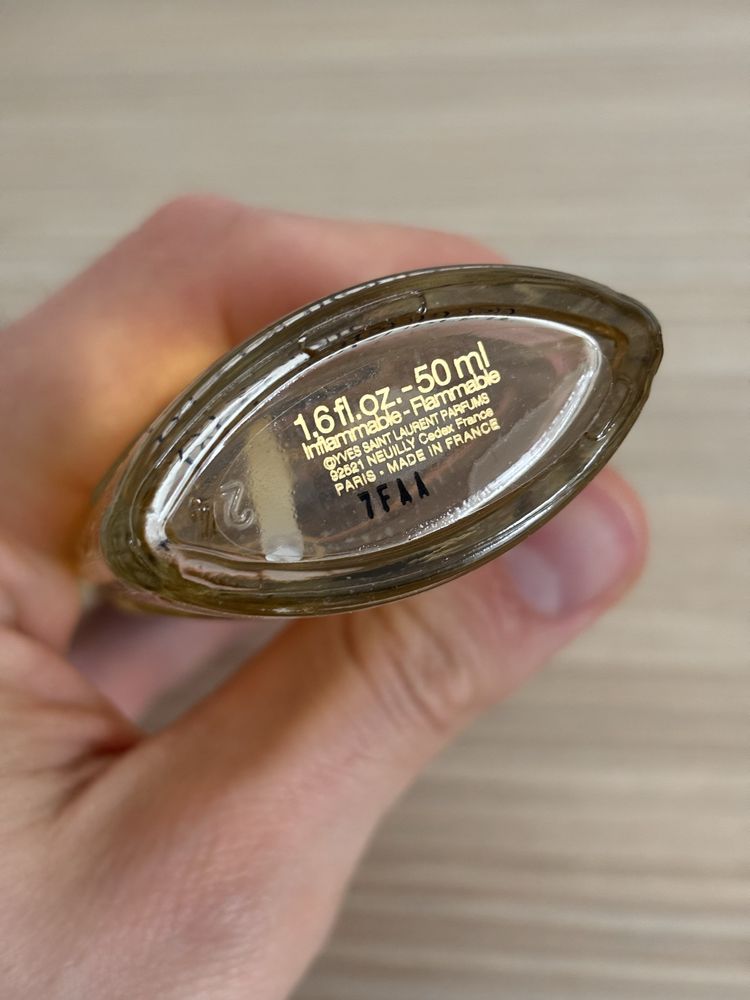 1.6 fl.oz.-50 ml
Inflammable-Flammable
©YVES SAINT LAURENT PARFUMS
92521 NEUILLY Cedex France
PARIS - MADE IN FRANCE
7FAA
2